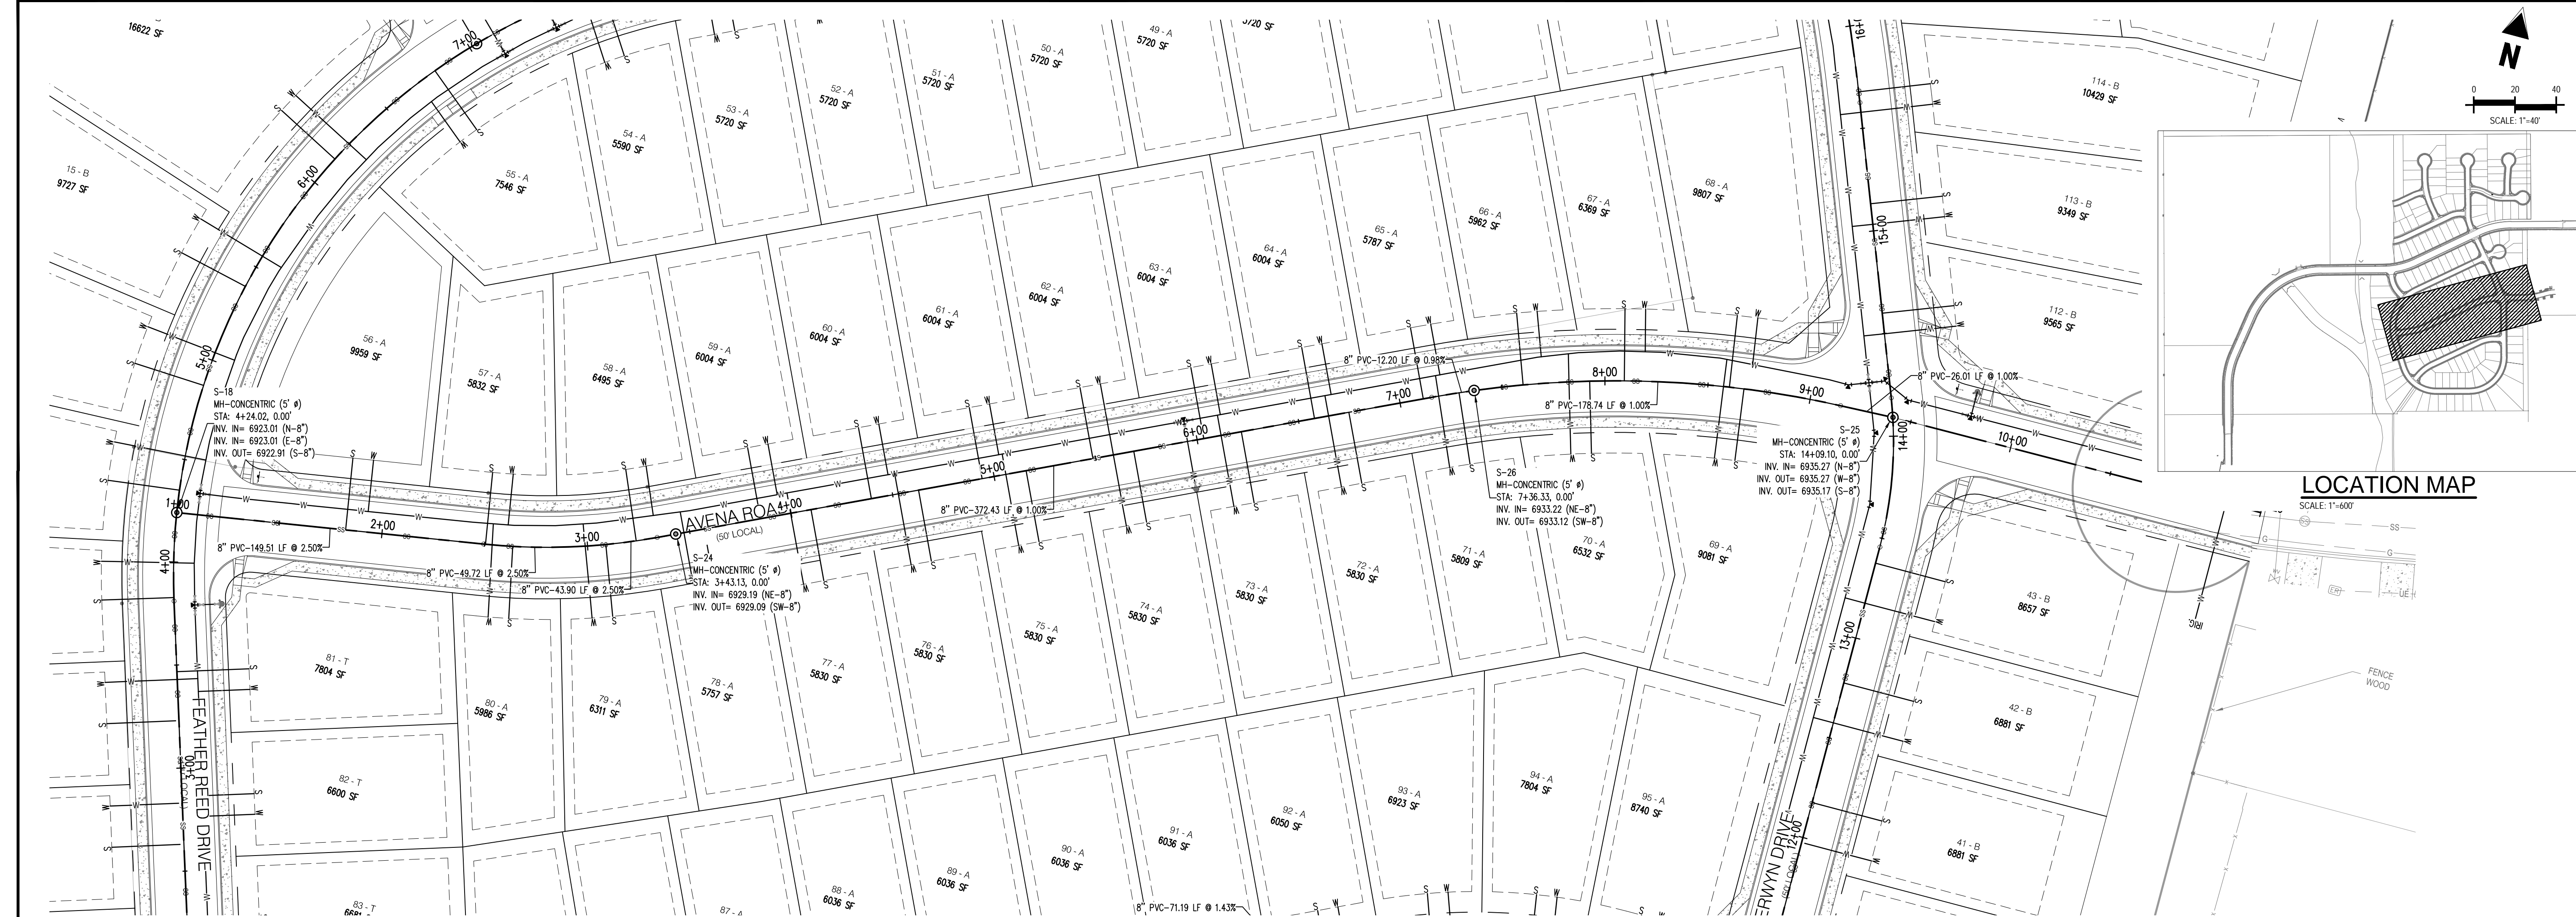 16622 SF
7+00
54 - A
5590 SF
53 - A
5720 SF
52 - A
5720 SF
51 - A
5720 SF
50 - A
5720 SF
49 - A
5720 SF
5720 SF
16+0
114 - B
10429 SF
N
0 20 40
SCALE: 1"=40'
15 - B
9727 SF
6+00
55 - A
7546 SF
68 - A
9807 SF
67 - A
6369 SF
66 - A
5962 SF
65 - A
5787 SF
64 - A
6004 SF
63 - A
6004 SF
62 - A
6004 SF
61 - A
6004 SF
60 - A
6004 SF
59 - A
6004 SF
58 - A
6495 SF
57 - A
5832 SF
56 - A
9959 SF
15+00
113 - B
9349 SF
112 - B
9565 SF
5+00
S-18
MH-CONCENTRIC (5' ø)
STA: 4+24.02, 0.00'
INV. IN= 6923.01 (N-8")
INV. IN= 6923.01 (E-8")
INV. OUT= 6922.91 (S-8")
8" PVC-12.20 LF @ 0.98%
8" PVC-178.74 LF @ 1.00%
8" PVC-26.01 LF @ 1.00%
1+00
2+00
3+00
4+00
5+00
6+00
7+00
8+00
9+00
10+00
14+00
AVENA ROAD
(50' LOCAL)
8" PVC-149.51 LF @ 2.50%
8" PVC-49.72 LF @ 2.50%
8" PVC-43.90 LF @ 2.50%
8" PVC-372.43 LF @ 1.00%
S-24
MH-CONCENTRIC (5' ø)
STA: 3+43.13, 0.00'
INV. IN= 6929.19 (NE-8")
INV. OUT= 6929.09 (SW-8")
S-26
MH-CONCENTRIC (5' ø)
STA: 7+36.33, 0.00'
INV. IN= 6933.22 (NE-8")
INV. OUT= 6933.12 (SW-8")
S-25
MH-CONCENTRIC (5' ø)
STA: 14+09.10, 0.00'
INV. IN= 6935.27 (N-8")
INV. OUT= 6935.27 (W-8")
INV. OUT= 6935.17 (S-8")
LOCATION MAP
SCALE: 1"=600'
4+00
81 - T
7804 SF
80 - A
5986 SF
79 - A
6311 SF
78 - A
5757 SF
77 - A
5830 SF
76 - A
5830 SF
75 - A
5830 SF
74 - A
5830 SF
73 - A
5830 SF
72 - A
5830 SF
71 - A
5809 SF
70 - A
6532 SF
69 - A
9081 SF
13+00
43 - B
8657 SF
42 - B
6881 SF
41 - B
6881 SF
IRIG.
FENCE
WOOD
FEATHER REED DRIVE
3+00
LOCAL)
82 - T
6600 SF
83 - T
87 - A
88 - A
6036 SF
89 - A
6036 SF
90 - A
6036 SF
91 - A
6036 SF
92 - A
6050 SF
93 - A
6923 SF
94 - A
7804 SF
95 - A
8740 SF
8" PVC-71.19 LF @ 1.43%
ERWYN DRIVE
(50' LOCAL)
12+00